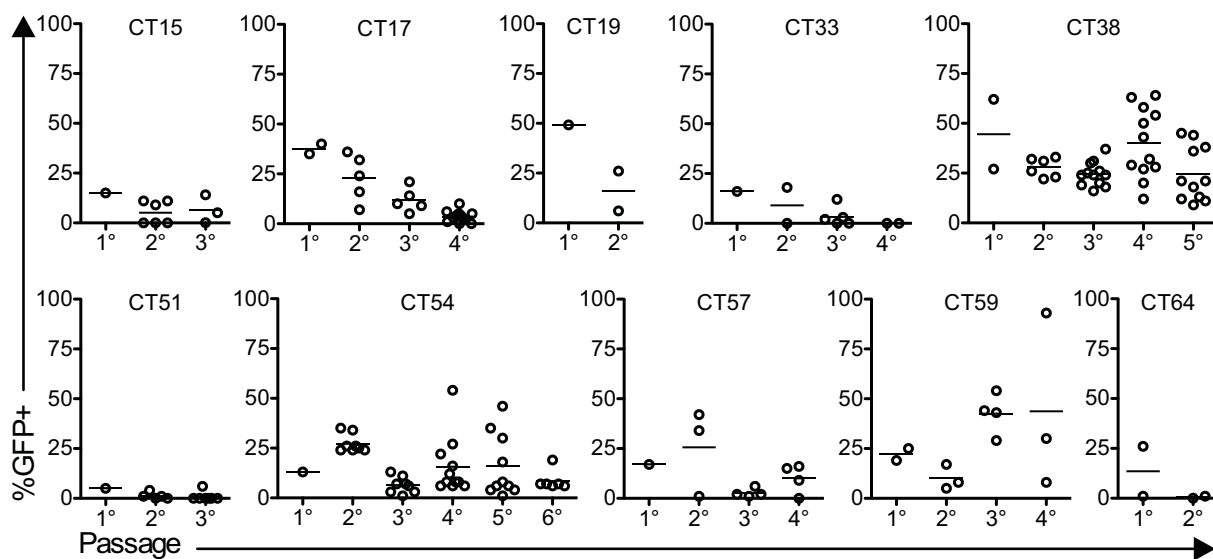 CT15 CT17 CT19 CT33 CT38
100 100 100 100 100
75 75 75 75 75
50 50 50 50 50
25 25 25 25 25
0 0 0 0 0
1° 2° 3° 1° 2° 3° 4° 1° 2° 1° 2° 3° 4° 1° 2° 3° 4° 5°
CT51 CT54 CT57 CT59 CT64
100 100 100 100 100
75 75 75 75 75
50 50 50 50 50
25 25 25 25 25
0 0 0 0 0
1° 2° 3° 1° 2° 3° 4° 5° 6° 1° 2° 3° 4° 1° 2° 3° 4° 1° 2°
%GFP+
Passage